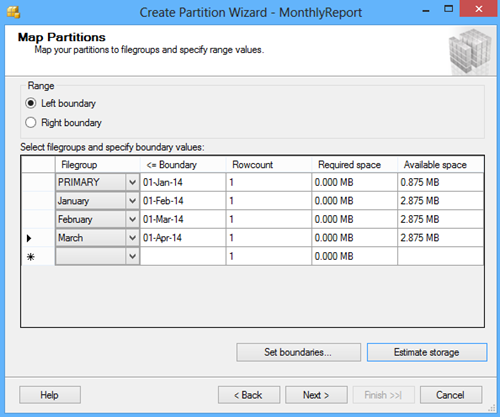 Create Partition Wizard - MonthlyReport
Map Partitions
Map your partitions to filegroups and specify range values.
Range
Left boundary
Right boundary
Select filegroups and specify boundary values:
Filegroup <= Boundary Rowcount Required space Available space
PRIMARY 01-Jan-14 1 0.000 MB 0.875 MB
January 01-Feb-14 1 0.000 MB 2.875 MB
February 01-Mar-14 1 0.000 MB 2.875 MB
March 01-Apr-14 1 0.000 MB 2.875 MB
1 0.000 MB
Set boundaries... Estimate storage
Help < Back Next > Finish >>| Cancel